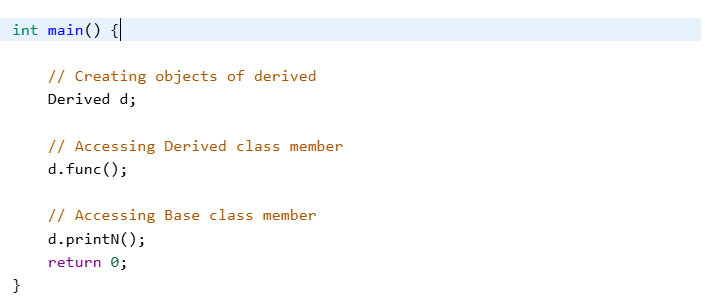 int main() {
// Creating objects of derived
Derived d;
// Accessing Derived class member
d.func();
// Accessing Base class member
d.printN();
return 0;
}